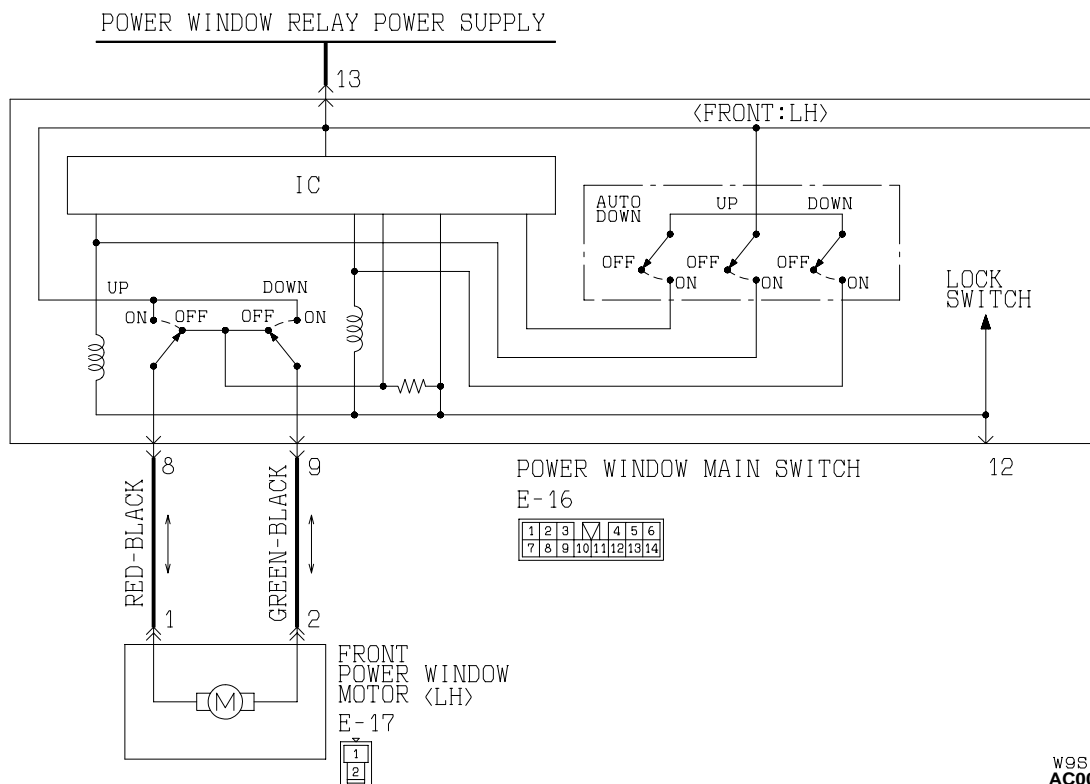 POWER WINDOW RELAY POWER SUPPLY
13
<FRONT:LH>
IC
AUTO DOWN
UP
DOWN
OFF
ON
OFF
ON
OFF
ON
LOCK
SWITCH
UP
DOWN
ON
OFF
OFF
ON
8
9
12
POWER WINDOW MAIN SWITCH
E-16
1 2 3 4 5 6
7 8 9 10 11 12 13 14
RED-BLACK
GREEN-BLACK
1
2
FRONT
POWER WINDOW
MOTOR <LH>
M
E-17
1
2
W9S
AC00